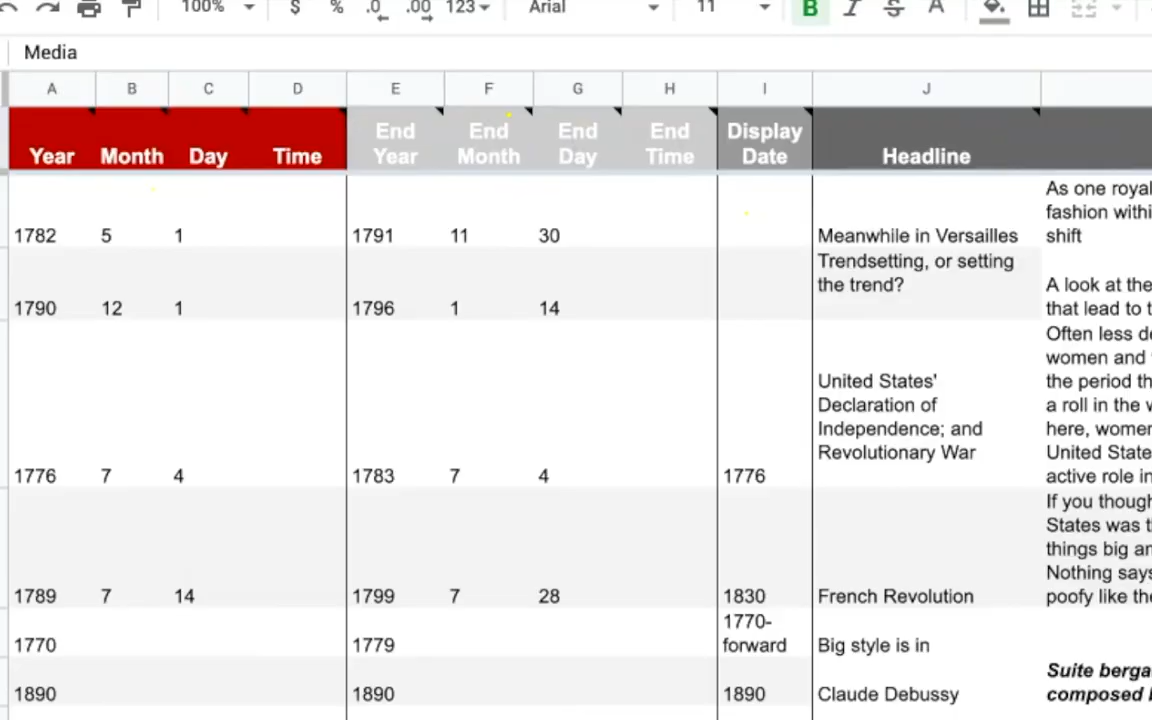 100% $ % .0 .00 123 Arial 11 B I S A
Media
A B C D E F G H I J
Year Month Day Time End Year End Month End Day End Time Display Date Headline
As one royal
fashion withi
1782 5 1 1791 11 30 Meanwhile in Versailles shift
Trendsetting, or setting
the trend? A look at the
1790 12 1 1796 1 14 that lead to t
Often less de
women and
United States' the period th
Declaration of a roll in the w
Independence; and here, women
Revolutionary War United State
1776 7 4 1783 7 4 1776 active role in
If you though
States was t
things big an
Nothing says
1789 7 14 1799 7 28 1830 French Revolution poofy like the
1770-
1770 1779 forward Big style is in
Suite berga
1890 1890 1890 Claude Debussy composed b